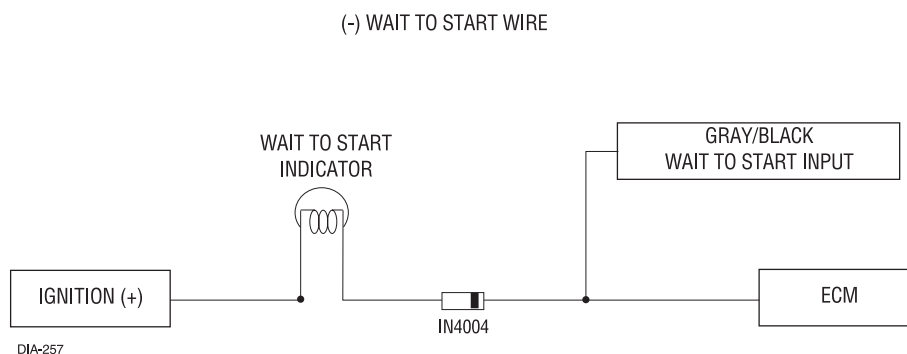 (-) WAIT TO START WIRE
WAIT TO START
INDICATOR
GRAY/BLACK
WAIT TO START INPUT
IGNITION (+)
IN4004
ECM
DIA-257